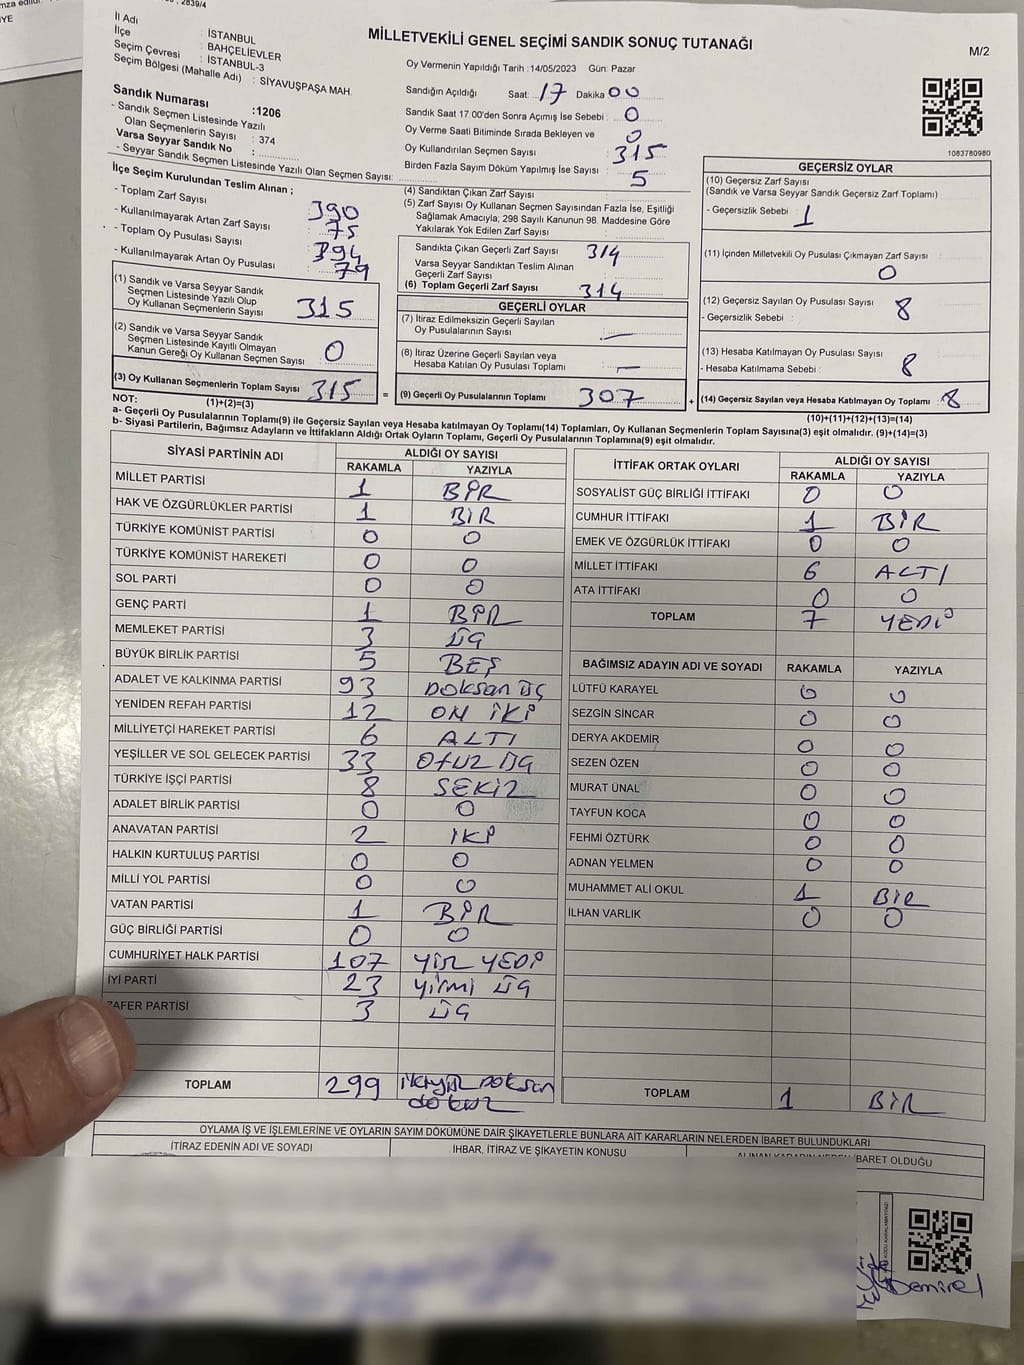 2839/4
İl Adı : İSTANBUL
İlçe : BAHÇELİEVLER
Seçim Çevresi : İSTANBUL-3
Seçim Bölgesi (Mahalle Adı) : SİYAVUŞPAŞA MAH.
MİLLETVEKİLİ GENEL SEÇİMİ SANDIK SONUÇ TUTANAĞI
M/2
Oy Vermenin Yapıldığı Tarih :14/05/2023 Gün: Pazar
Sandığın Açıldığı Saat: 17 Dakika 00
Sandık Saat 17:00'den Sonra Açımış İse Sebebi : 0
Oy Verme Saati Bitiminde Sırada Bekleyen ve Oy Kullandırılan Seçmen Sayısı : 0
315
Birden Fazla Sayım Döküm Yapılmış İse Sayısı : 5
1083780980
Sandık Numarası :1206
- Sandık Seçmen Listesinde Yazılı Olan Seçmenlerin Sayısı : 374
Varsa Seyyar Sandık No :
- Seyyar Sandık Seçmen Listesinde Yazılı Olan Seçmen Sayısı:
İlçe Seçim Kurulundan Teslim Alınan ;
- Toplam Zarf Sayısı : 390
- Kullanılmayarak Artan Zarf Sayısı : 75
- Toplam Oy Pusulası Sayısı : 394
- Kullanılmayarak Artan Oy Pusulası : 79
(1) Sandık ve Varsa Seyyar Sandık Seçmen Listesinde Yazılı Olup Oy Kullanan Seçmenlerin Sayısı 315
(2) Sandık ve Varsa Seyyar Sandık Seçmen Listesinde Kayıtlı Olmayan Kanun Gereği Oy Kullanan Seçmen Sayısı 0
(3) Oy Kullanan Seçmenlerin Toplam Sayısı 315
(1)+(2)=(3)
(4) Sandıktan Çıkan Zarf Sayısı :
(5) Zarf Sayısı Oy Kullanan Seçmen Sayısından Fazla İse, Eşitliği Sağlamak Amacıyla; 298 Sayılı Kanunun 98. Maddesine Göre Yakılarak Yok Edilen Zarf Sayısı :
Sandıkta Çıkan Geçerli Zarf Sayısı : 314
Varsa Seyyar Sandıktan Teslim Alınan Geçerli Zarf Sayısı :
(6) Toplam Geçerli Zarf Sayısı : 314
GEÇERLİ OYLAR
(7) İtiraz Edilmeksizin Geçerli Sayılan Oy Pusulalarının Sayısı : —
(8) İtiraz Üzerine Geçerli Sayılan veya Hesaba Katılan Oy Pusulası Toplamı : —
= (9) Geçerli Oy Pusulalarının Toplamı 307
GEÇERSİZ OYLAR
(10) Geçersiz Zarf Sayısı
(Sandık ve Varsa Seyyar Sandık Geçersiz Zarf Toplamı)
- Geçersizlik Sebebi : 1
(11) İçinden Milletvekili Oy Pusulası Çıkmayan Zarf Sayısı :
0
(12) Geçersiz Sayılan Oy Pusulası Sayısı :
- Geçersizlik Sebebi : 8
(13) Hesaba Katılmayan Oy Pusulası Sayısı :
- Hesaba Katılmama Sebebi : 8
+ (14) Geçersiz Sayılan veya Hesaba Katılmayan Oy Toplamı : 8
(10)+(11)+(12)+(13)=(14)
NOT:
a- Geçerli Oy Pusulalarının Toplamı(9) ile Geçersiz Sayılan veya Hesaba katılmayan Oy Toplamı(14) Toplamları, Oy Kullanan Seçmenlerin Toplam Sayısına(3) eşit olmalıdır. (9)+(14)=(3)
b- Siyasi Partilerin, Bağımsız Adayların ve İttifakların Aldığı Ortak Oyların Toplamı, Geçerli Oy Pusulalarının Toplamına(9) eşit olmalıdır.
SİYASİ PARTİNİN ADI ALDIĞI OY SAYISI
RAKAMLA YAZIYLA
MİLLET PARTİSİ 1 BİR
HAK VE ÖZGÜRLÜKLER PARTİSİ 1 BİR
TÜRKİYE KOMÜNİST PARTİSİ 0 0
TÜRKİYE KOMÜNİST HAREKETİ 0 0
SOL PARTİ 0 0
GENÇ PARTİ 1 BİR
MEMLEKET PARTİSİ 3 ÜÇ
BÜYÜK BİRLİK PARTİSİ 5 BEŞ
ADALET VE KALKINMA PARTİSİ 93 Doksan ÜÇ
YENİDEN REFAH PARTİSİ 12 ON İKİ
MİLLİYETÇİ HAREKET PARTİSİ 6 ALTI
YEŞİLLER VE SOL GELECEK PARTİSİ 33 Otuz ÜÇ
TÜRKİYE İŞÇİ PARTİSİ 8 SEKİZ
ADALET BİRLİK PARTİSİ 0 0
ANAVATAN PARTİSİ 2 İKİ
HALKIN KURTULUŞ PARTİSİ 0 0
MİLLİ YOL PARTİSİ 0 0
VATAN PARTİSİ 1 BİR
GÜÇ BİRLİĞİ PARTİSİ 0 0
CUMHURİYET HALK PARTİSİ 107 YÜZ YEDİ
İYİ PARTİ 23 Yirmi ÜÇ
ZAFER PARTİSİ 3 ÜÇ
TOPLAM 299 ikiyüz Doksan dokuz
İTTİFAK ORTAK OYLARI ALDIĞI OY SAYISI
RAKAMLA YAZIYLA
SOSYALİST GÜÇ BİRLİĞİ İTTİFAKI 0 0
CUMHUR İTTİFAKI 1 BİR
EMEK VE ÖZGÜRLÜK İTTİFAKI 0 0
MİLLET İTTİFAKI 6 ALTI
ATA İTTİFAKI 0 0
TOPLAM 7 YEDİ
BAĞIMSIZ ADAYIN ADI VE SOYADI RAKAMLA YAZIYLA
LÜTFÜ KARAYEL 0 0
SEZGİN SİNCAR 0 0
DERYA AKDEMİR 0 0
SEZEN ÖZEN 0 0
MURAT ÜNAL 0 0
TAYFUN KOCA 0 0
FEHMİ ÖZTÜRK 0 0
ADNAN YELMEN 0 0
MUHAMMET ALİ OKUL 1 BİR
İLHAN VARLIK 0 0
TOPLAM 1 BİR
OYLAMA İŞ VE İŞLEMLERİNE VE OYLARIN SAYIM DÖKÜMÜNE DAİR ŞİKAYETLERLE BUNLARA AİT KARARLARIN NELERDEN İBARET BULUNDUKLARI
İTİRAZ EDENİN ADI VE SOYADI
İHBAR, İTİRAZ VE ŞİKAYETİN KONUSU
ALINAN KARARIN NEDEN İBARET OLDUĞU
Demirel